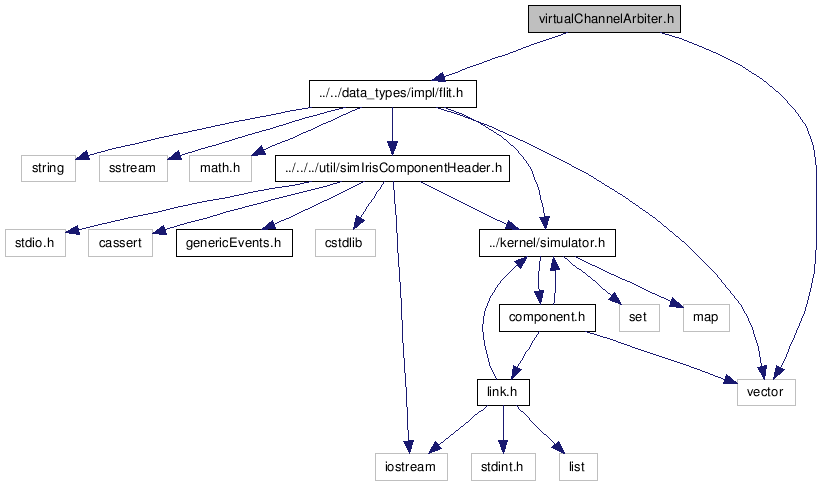 virtualChannelArbiter.h
../../data_types/impl/flit.h
string
sstream
math.h
../../../util/simIrisComponentHeader.h
stdio.h
cassert
genericEvents.h
cstdlib
../kernel/simulator.h
component.h
set
map
link.h
vector
iostream
stdint.h
list